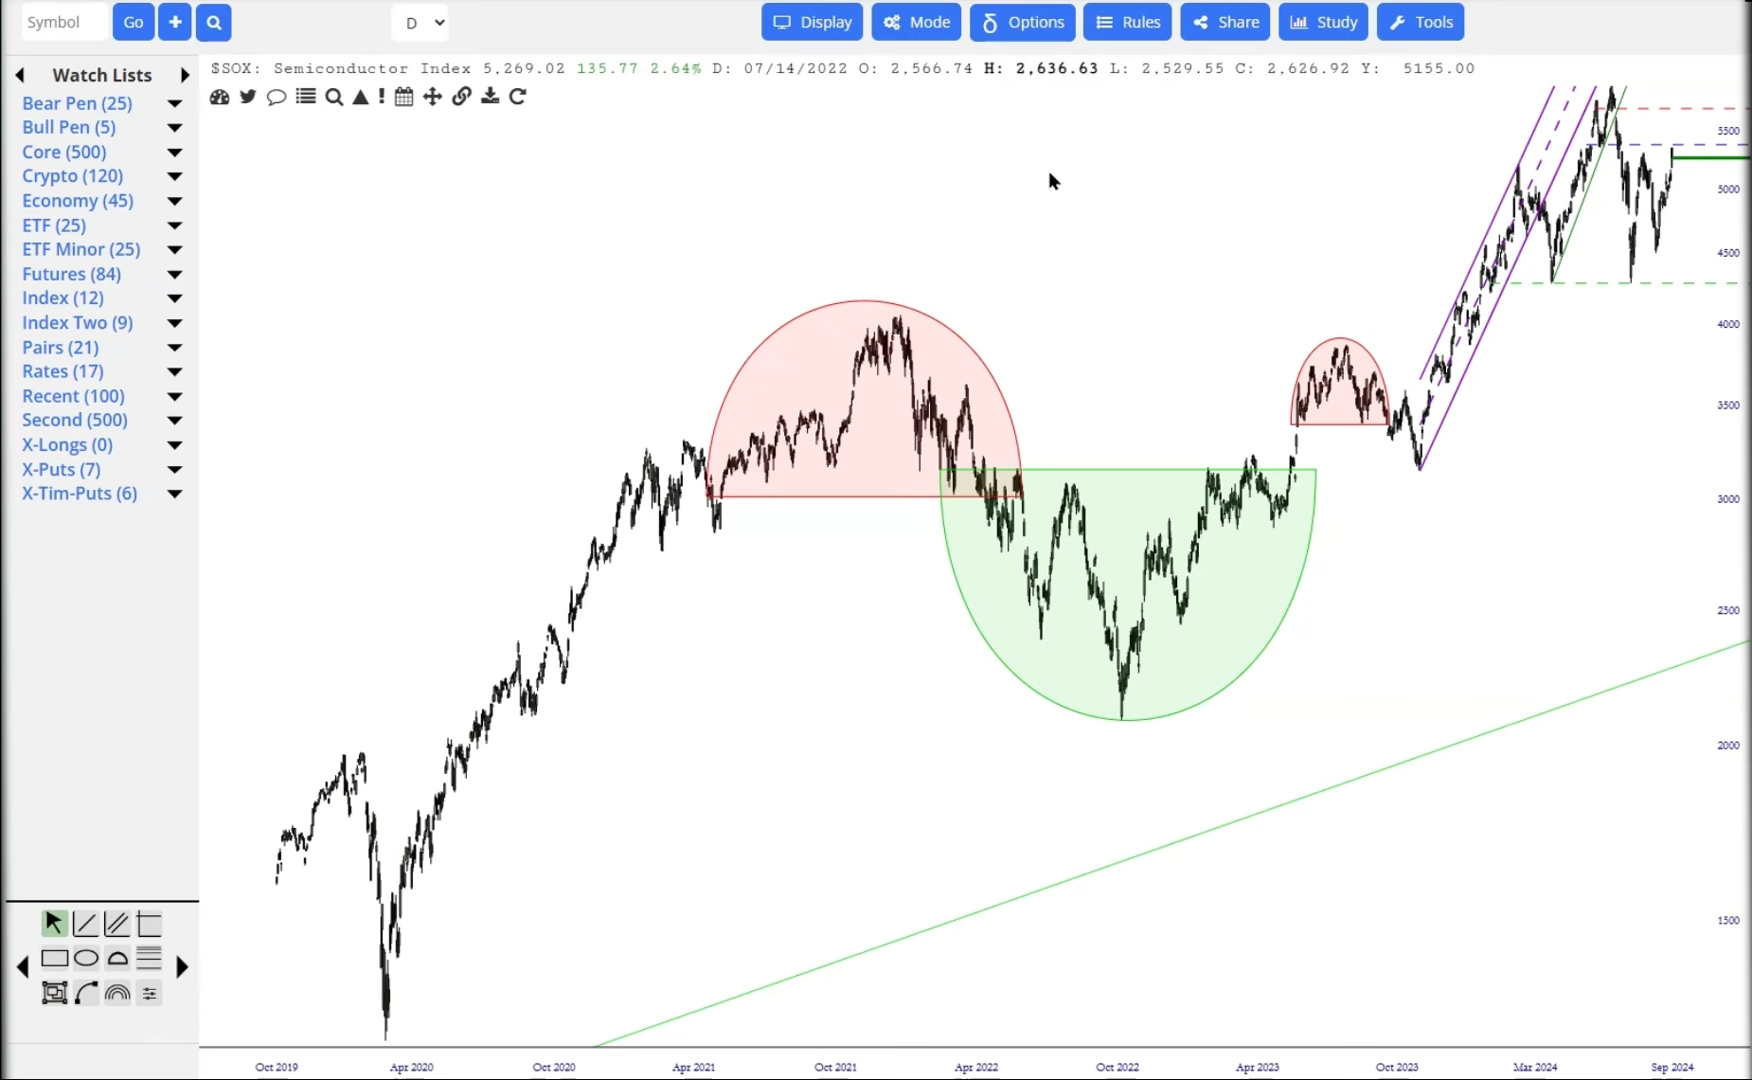 Symbol Go D Display Mode Options Rules Share Study Tools
Watch Lists
Bear Pen (25)
Bull Pen (5)
Core (500)
Crypto (120)
Economy (45)
ETF (25)
ETF Minor (25)
Futures (84)
Index (12)
Index Two (9)
Pairs (21)
Rates (17)
Recent (100)
Second (500)
X-Longs (0)
X-Puts (7)
X-Tim-Puts (6)
$SOX: Semiconductor Index 5,269.02 135.77 2.64% D: 07/14/2022 O: 2,566.74 H: 2,636.63 L: 2,529.55 C: 2,626.92 Y: 5155.00
5500
5000
4500
4000
3500
3000
2500
2000
1500
Oct 2019 Apr 2020 Oct 2020 Apr 2021 Oct 2021 Apr 2022 Oct 2022 Apr 2023 Oct 2023 Mar 2024 Sep 2024